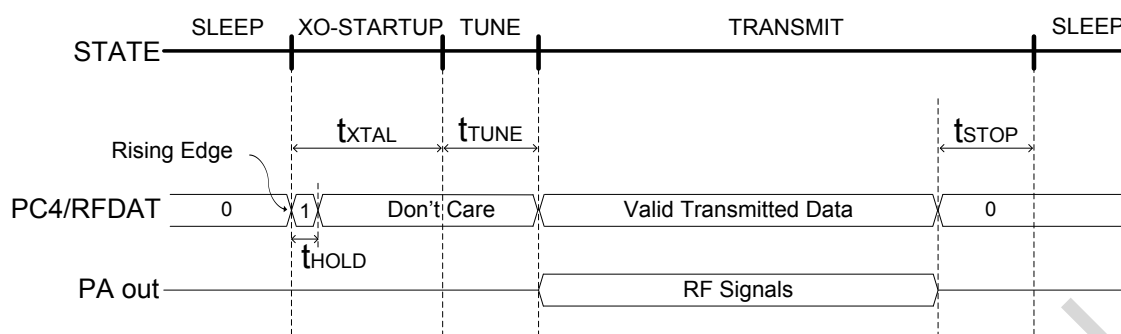 SLEEP XO-STARTUP TUNE TRANSMIT SLEEP
STATE
tXTAL tTUNE tSTOP
Rising Edge
PC4/RFDAT 0 1 Don't Care Valid Transmitted Data 0
tHOLD
PA out RF Signals